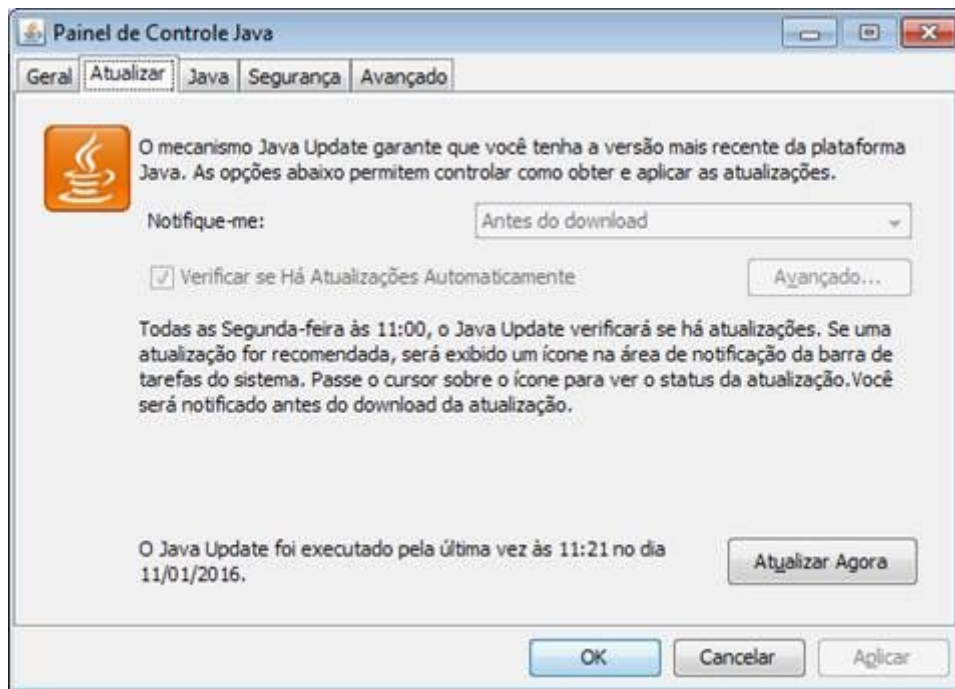 Painel de Controle Java
Geral Atualizar Java Segurança Avançado
O mecanismo Java Update garante que você tenha a versão mais recente da plataforma
Java. As opções abaixo permitem controlar como obter e aplicar as atualizações.
Notifique-me: Antes do download
Verificar se Há Atualizações Automaticamente Avançado...
Todas as Segunda-feira às 11:00, o Java Update verificará se há atualizações. Se uma
atualização for recomendada, será exibido um ícone na área de notificação da barra de
tarefas do sistema. Passe o cursor sobre o ícone para ver o status da atualização.Você
será notificado antes do download da atualização.
O Java Update foi executado pela última vez às 11:21 no dia
11/01/2016.
Atualizar Agora
OK Cancelar Aplicar